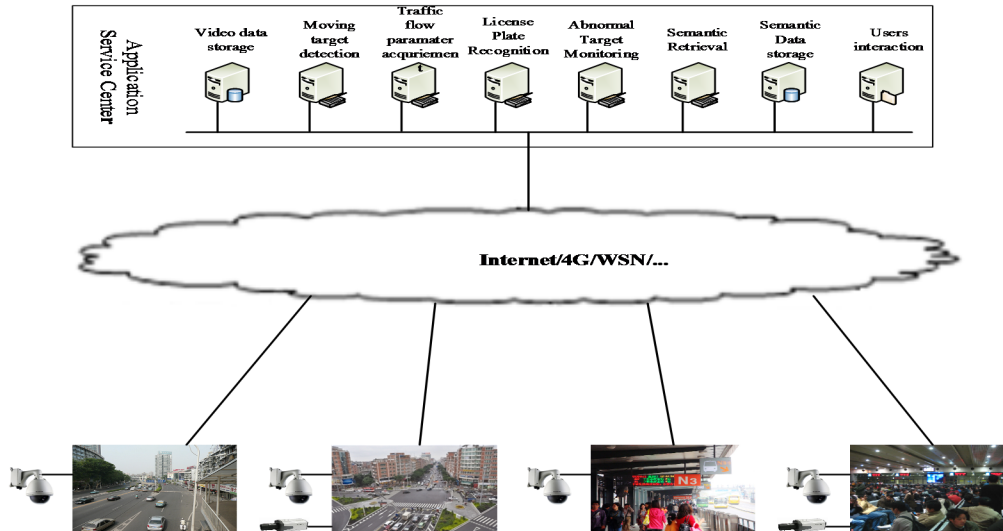 Application
Service Center
Video data
storage
Moving
target
detection
Traffic
flow
paramater
acquriemen
t
License
Plate
Recognition
Abnormal
Target
Monitoring
Semantic
Retrieval
Semantic
Data
storage
Users
interaction
Internet/4G/WSN/...
N3